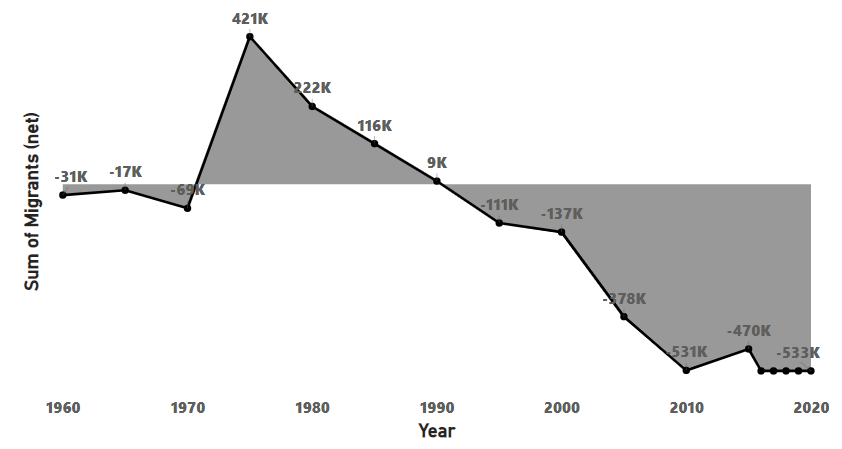 421K
222K
116K
9K
-31K
-17K
-69K
-111K
-137K
-378K
-470K
-531K
-533K
Sum of Migrants (net)
1960 1970 1980 1990 2000 2010 2020
Year